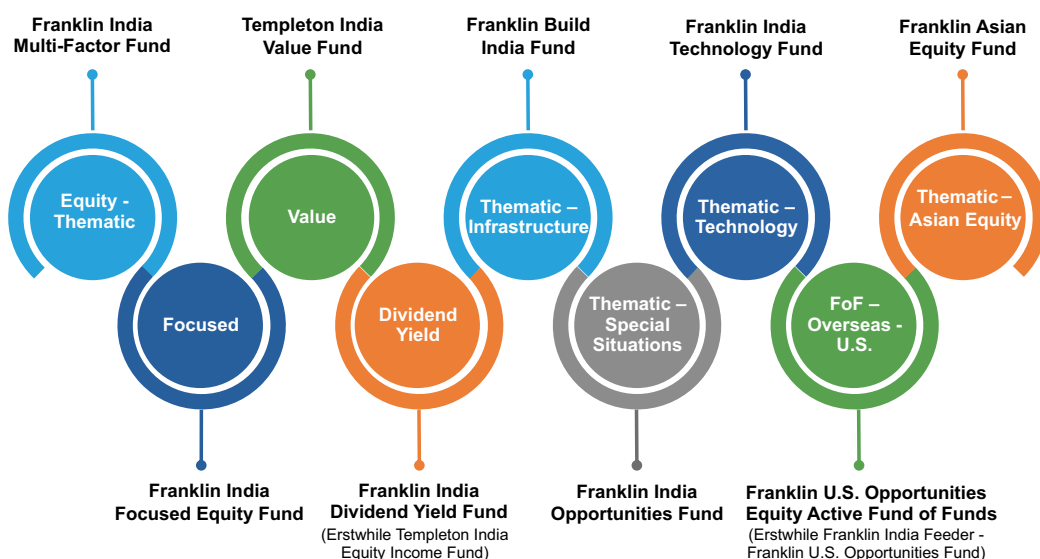 Franklin India
Multi-Factor Fund
Templeton India
Value Fund
Franklin Build
India Fund
Franklin India
Technology Fund
Franklin Asian
Equity Fund
Equity -
Thematic
Value
Thematic –
Infrastructure
Thematic –
Technology
Thematic –
Asian Equity
Focused
Dividend
Yield
Thematic –
Special
Situations
FoF –
Overseas -
U.S.
Franklin India
Focused Equity Fund
Franklin India
Dividend Yield Fund
(Erstwhile Templeton India
Equity Income Fund)
Franklin India
Opportunities Fund
Franklin U.S. Opportunities
Equity Active Fund of Funds
(Erstwhile Franklin India Feeder -
Franklin U.S. Opportunities Fund)